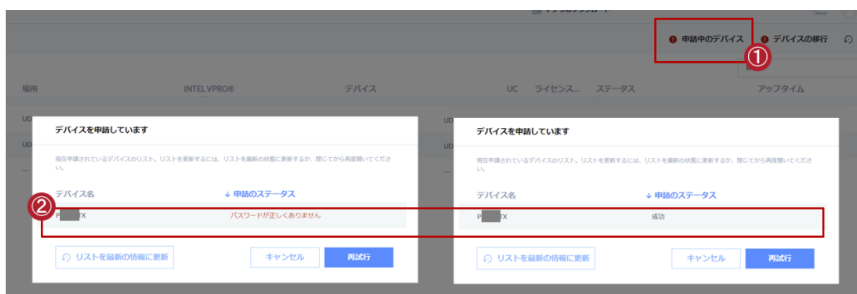 申請中のデバイス デバイスの移行
①
場所 INTEL VPRO® デバイス UC ライセンス... ステータス アップタイム
UD UD
デバイスを申請しています
現在申請されているデバイスのリスト。リストを更新するには、リストを最新の状態に更新するか、閉じてから再度開いてください。
デバイス名 ↓ 申請のステータス
②
P TX パスワードが正しくありません
リストを最新の情報に更新 キャンセル 再試行
デバイスを申請しています
現在申請されているデバイスのリスト。リストを更新するには、リストを最新の状態に更新するか、閉じてから再度開いてください。
デバイス名 ↓ 申請のステータス
P TX 成功
リストを最新の情報に更新 キャンセル 再試行